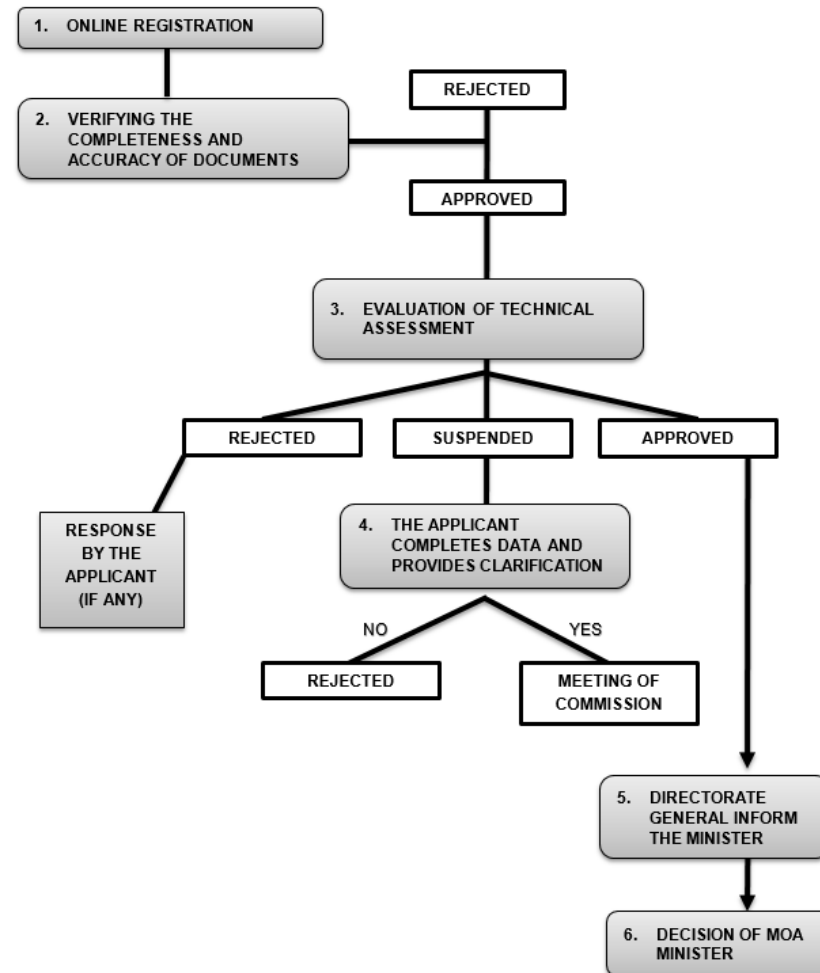 1. ONLINE REGISTRATION
REJECTED
2. VERIFYING THE
COMPLETENESS AND
ACCURACY OF DOCUMENTS
APPROVED
3. EVALUATION OF TECHNICAL
ASSESSMENT
REJECTED
SUSPENDED
APPROVED
RESPONSE
BY THE
APPLICANT
(IF ANY)
4. THE APPLICANT
COMPLETES DATA AND
PROVIDES CLARIFICATION
NO
YES
REJECTED
MEETING OF
COMMISSION
5. DIRECTORATE
GENERAL INFORM
THE MINISTER
6. DECISION OF MOA
MINISTER